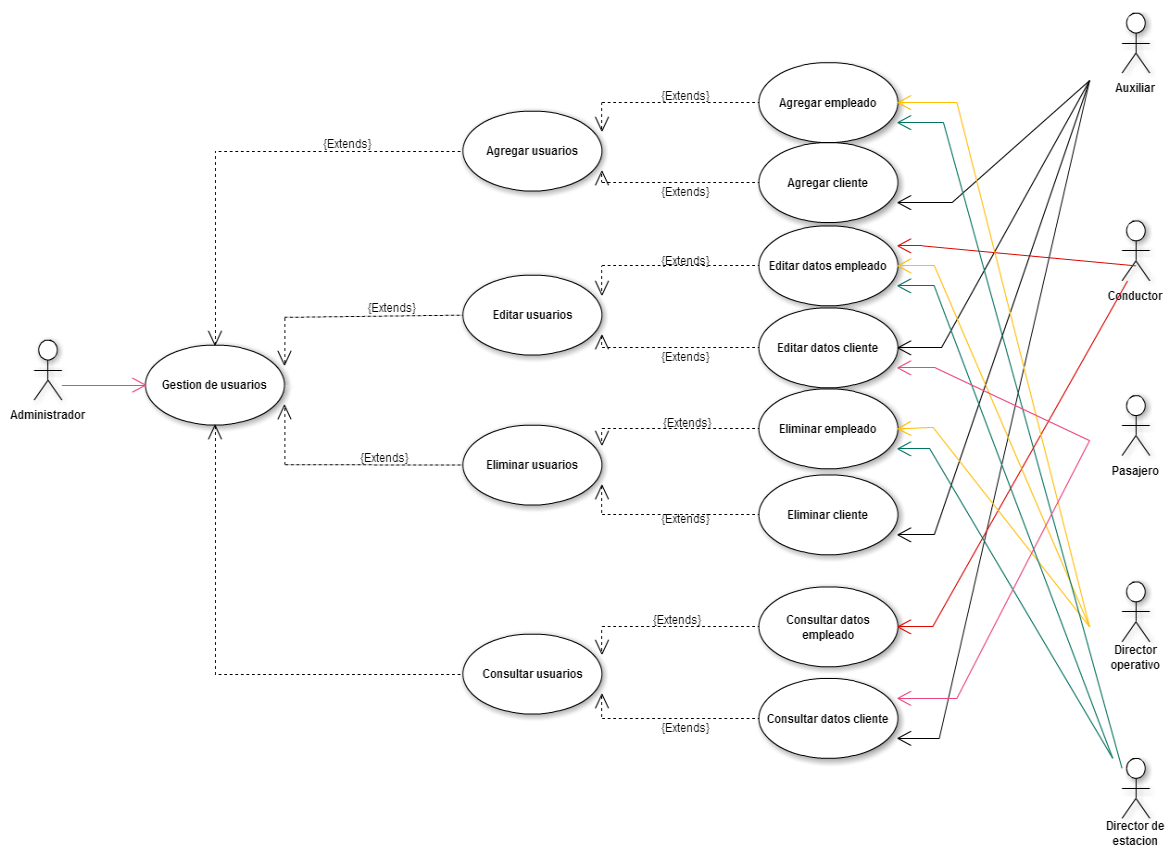 Auxiliar
{Extends}
Agregar empleado
{Extends}
Agregar usuarios
Agregar cliente
{Extends}
{Extends}
Editar datos empleado
Conductor
{Extends}
Editar usuarios
Editar datos cliente
{Extends}
Gestion de usuarios
Administrador
{Extends}
Eliminar empleado
{Extends}
Eliminar usuarios
Pasajero
Eliminar cliente
{Extends}
{Extends}
Consultar datos
empleado
Director
operativo
Consultar usuarios
Consultar datos cliente
{Extends}
Director de
estacion